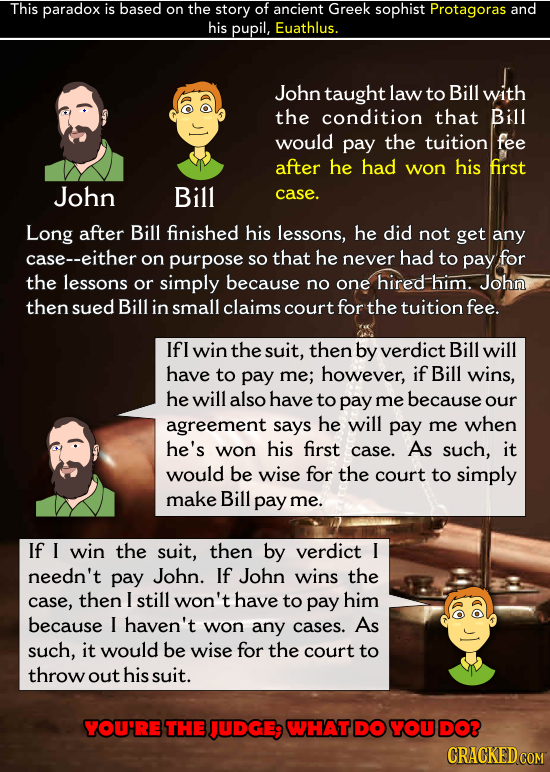 This paradox is based on the story of ancient Greek sophist Protagoras and
his pupil, Euathlus.
John taught law to Bill with
the condition that Bill
would pay the tuition fee
after he had won his first
case.
John
Bill
Long after Bill finished his lessons, he did not get any
case--either on purpose so that he never had to pay for
the lessons or simply because no one hired him. John
then sued Bill in small claims court for the tuition fee.
If I win the suit, then by verdict Bill will
have to pay me; however, if Bill wins,
he will also have to pay me because our
agreement says he will pay me when
he's won his first case. As such, it
would be wise for the court to simply
make Bill pay me.
If I win the suit, then by verdict I
needn't pay John. If John wins the
case, then I still won't have to pay him
because I haven't won any cases. As
such, it would be wise for the court to
throw out his suit.
YOU'RE THE JUDGE; WHAT DO YOU DO?
CRACKED.COM